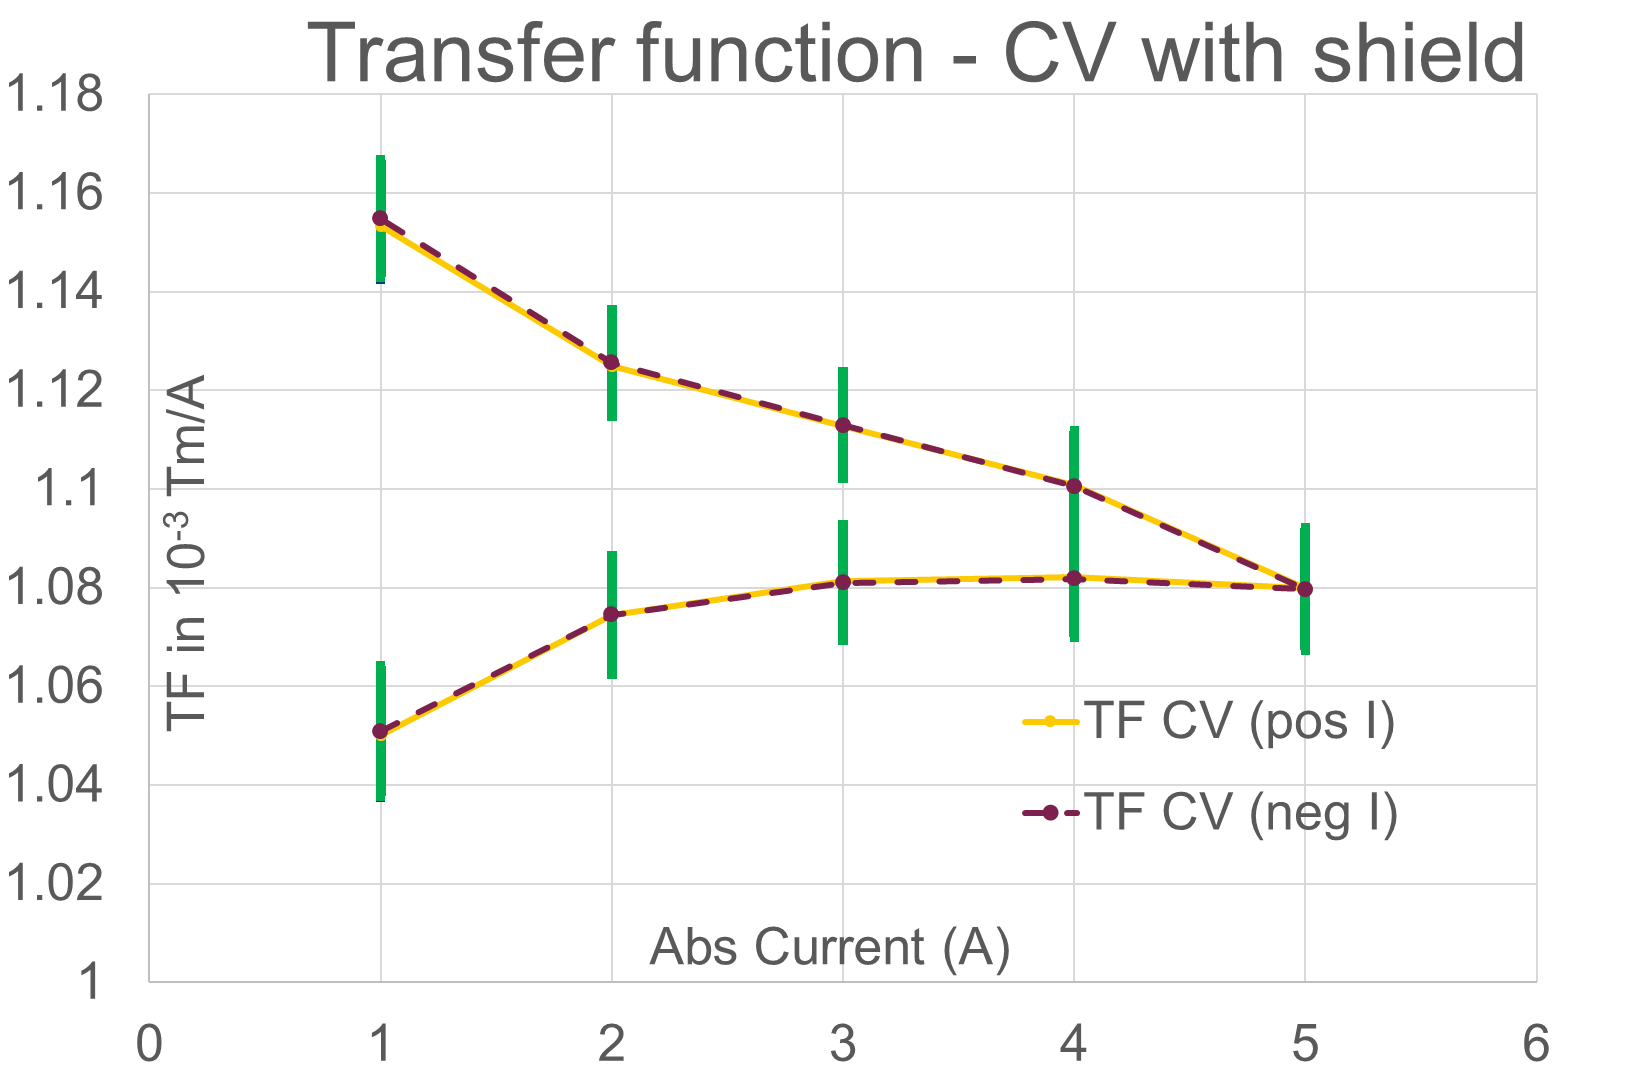 Transfer function - CV with shield
1.18
1.16
1.14
1.12
1.1
1.08
1.06
1.04
1.02
1
TF in 10⁻³ Tm/A
TF CV (pos I)
TF CV (neg I)
Abs Current (A)
0 1 2 3 4 5 6